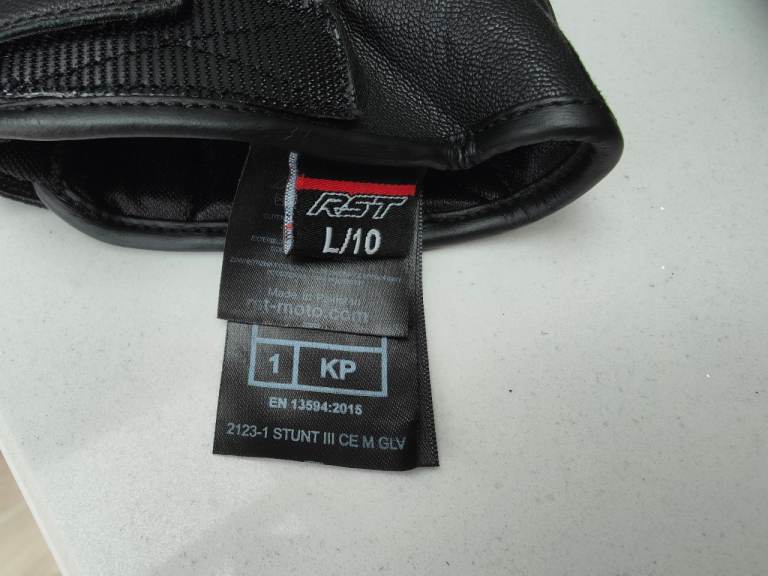 RST
L/10
Made in Pakistan
rst-moto.com
1 KP
EN 13594:2015
2123-1 STUNT III CE M GLV